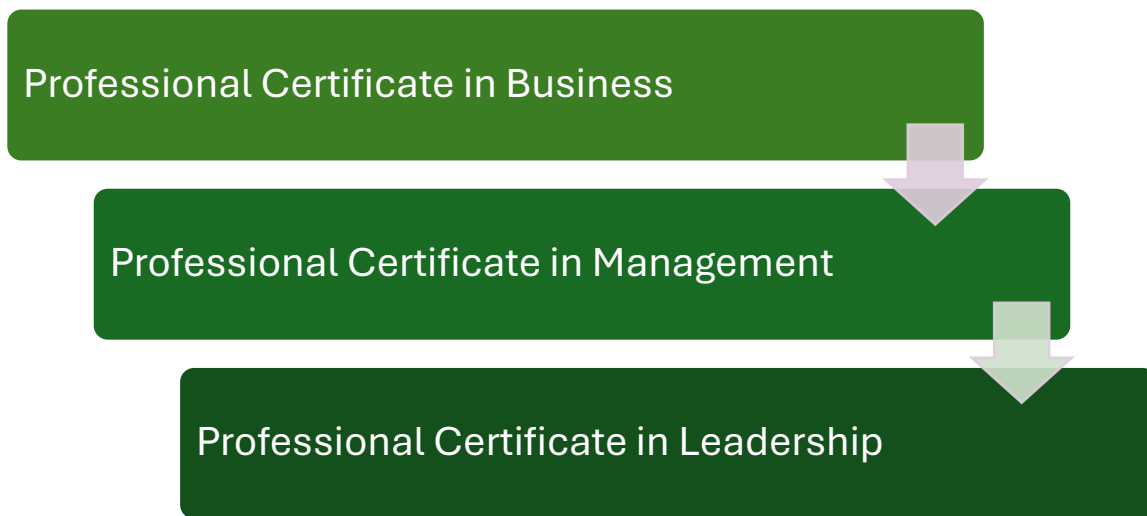 Professional Certificate in Business
Professional Certificate in Management
Professional Certificate in Leadership